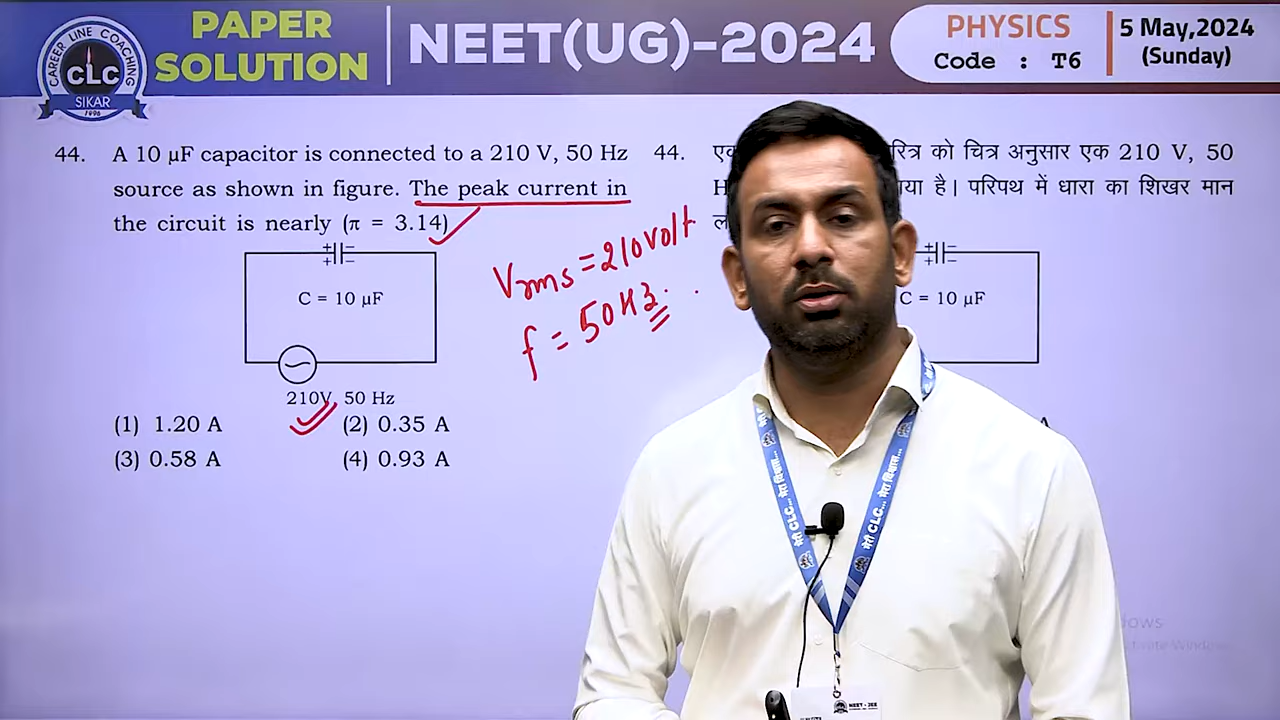 PAPER
SOLUTION
NEET(UG)-2024
PHYSICS
Code : T6
5 May,2024
(Sunday)
CAREER LINE COACHING
CLC
SIKAR
1996
44. A 10 µF capacitor is connected to a 210 V, 50 Hz
source as shown in figure. The peak current in
the circuit is nearly (π = 3.14)
C = 10 µF
210V, 50 Hz
(1) 1.20 A
(2) 0.35 A
(3) 0.58 A
(4) 0.93 A
Vrms = 210 volt
f = 50 Hz.
44.
को चित्र अनुसार एक 210 V, 50
है। परिपथ में धारा का शिखर मान
C = 10 µF
A
मेरी CLC... मेरा विश्वास...
मेरी CLC... मेरा विश्वास...
NEET - JEE